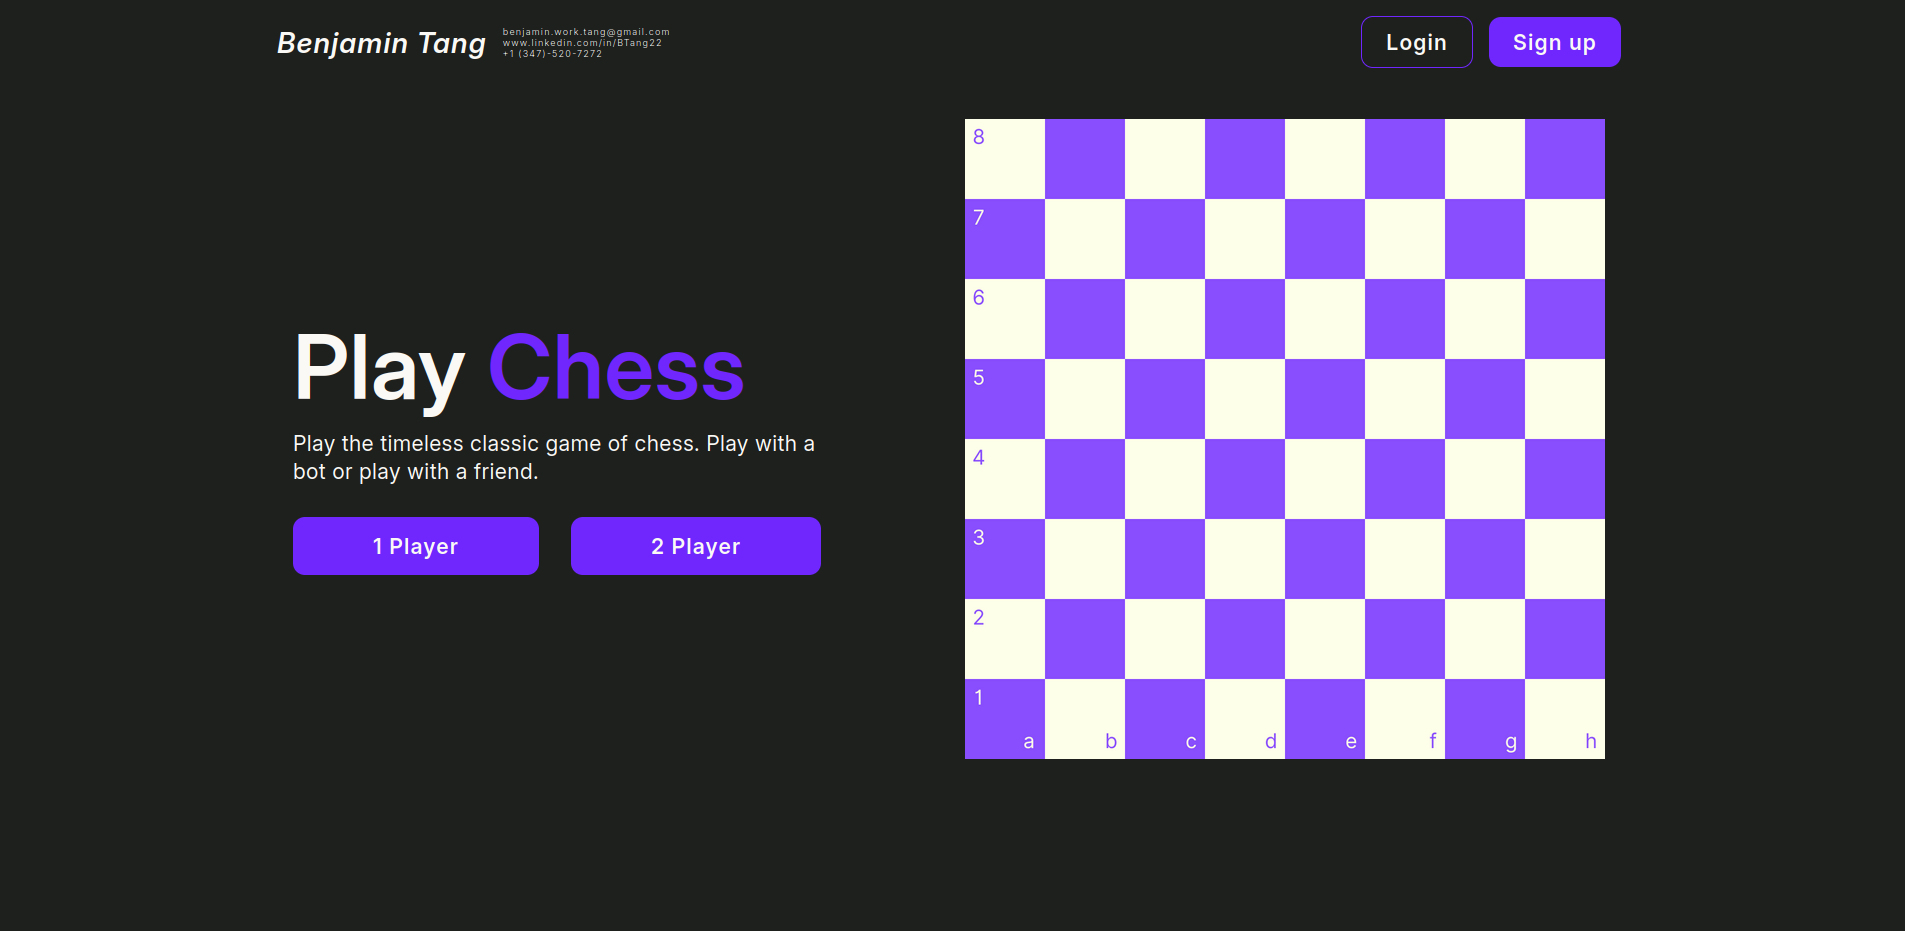 Benjamin Tang
benjamin.work.tang@gmail.com
www.linkedin.com/in/BTang22
+1 (347)-520-7272
Login
Sign up
Play Chess
Play the timeless classic game of chess. Play with a
bot or play with a friend.
1 Player
2 Player
8
7
6
5
4
3
2
1
a b c d e f g h